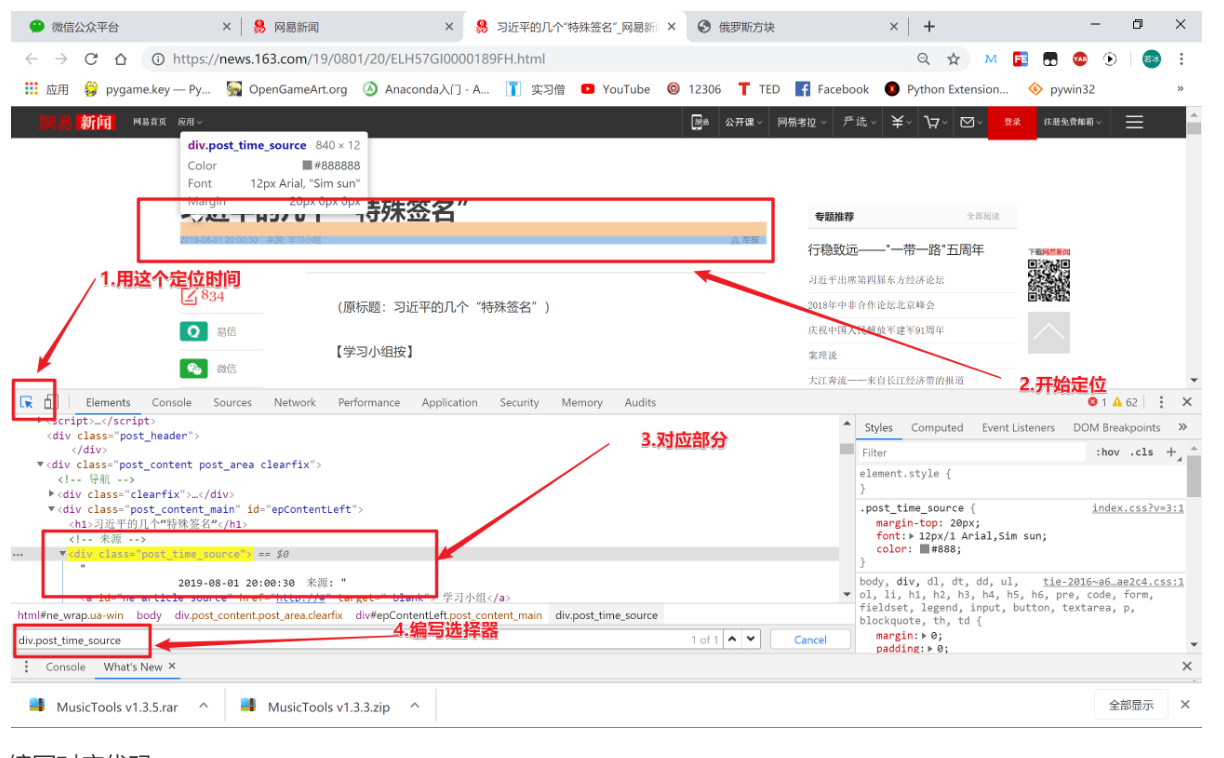 微信公众平台
网易新闻
习近平的几个“特殊签名”_网易新闻
俄罗斯方块
https://news.163.com/19/0801/20/ELH57GI0000189FH.html
应用
pygame.key — Py...
OpenGameArt.org
Anaconda入门 - A...
实习僧
YouTube
12306
TED
Facebook
Python Extension...
pywin32
网易 新闻
网易首页
应用
公开课
网易考拉
严选
登录
注册免费邮箱
div.post_time_source 840 × 12
Color #888888
Font 12px Arial, "Sim sun"
Margin 20px 0px 0px
习近平的几个“特殊签名”
2019-08-01 20:00:30 来源: 学习小组
举报
专题推荐
全部阅读
行稳致远——"一带一路"五周年
习近平出席第四届东方经济论坛
2018年中非合作论坛北京峰会
庆祝中国人民解放军建军91周年
案理说
大江奔流——来自长江经济带的报道
下载网易新闻
1.用这个定位时间
834
易信
微信
(原标题：习近平的几个“特殊签名”)
【学习小组按】
2.开始定位
Elements Console Sources Network Performance Application Security Memory Audits
1 62
<script>…</script>
<div class="post_header">
</div>
<div class="post_content post_area clearfix">
<!-- 导航 -->
<div class="clearfix">…</div>
<div class="post_content_main" id="epContentLeft">
<h1>习近平的几个“特殊签名”</h1>
<!-- 来源 -->
<div class="post_time_source"> == $0
"
2019-08-01 20:00:30 来源: "
<a id="ne_article_source" href="http://#" target="_blank"> 学习小组</a>
3.对应部分
html#ne_wrap.ua-win body div.post_content.post_area.clearfix div#epContentLeft.post_content_main div.post_time_source
4.编写选择器
div.post_time_source
1 of 1
Cancel
Styles Computed Event Listeners DOM Breakpoints
Filter
:hov .cls +
element.style {
}
.post_time_source { index.css?v=3:1
margin-top: 20px;
font: 12px/1 Arial,Sim sun;
color: #888;
}
body, div, dl, dt, dd, ul, tie-2016~a6…ae2c4.css:1
ol, li, h1, h2, h3, h4, h5, h6, pre, code, form,
fieldset, legend, input, button, textarea, p,
blockquote, th, td {
margin: 0;
padding: 0;
Console What's New
MusicTools v1.3.5.rar
MusicTools v1.3.3.zip
全部显示